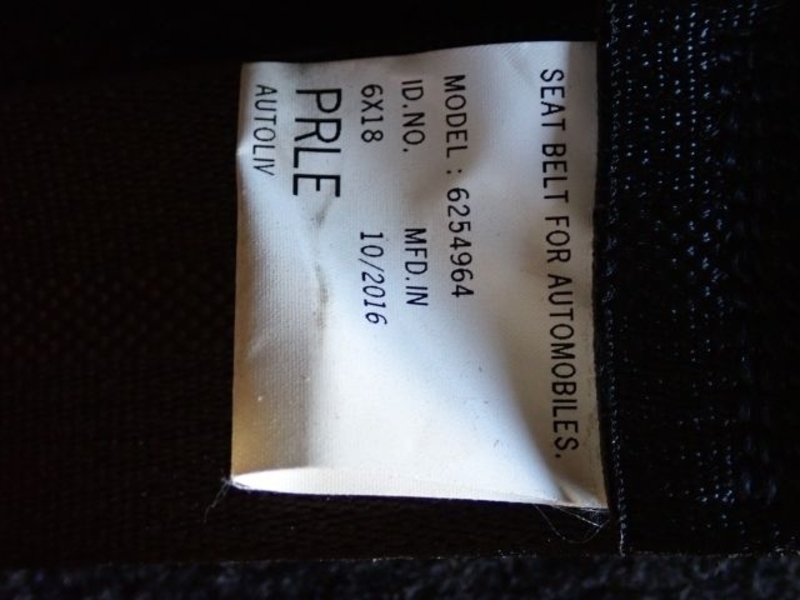 SEAT BELT FOR AUTOMOBILES.
MODEL : 6254964
ID.NO. MFD.IN
6X18 10/2016
PRLE
AUTOLIV